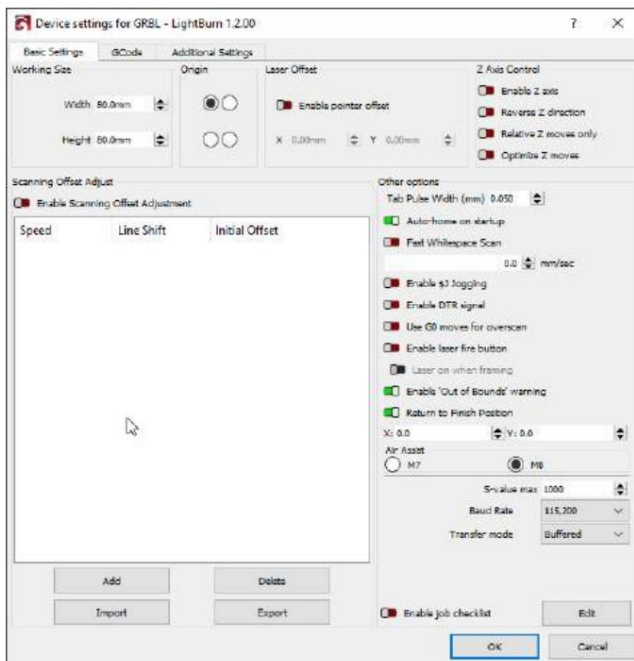 Device settings for GRBL - LightBurn 1.2.00
Basic Settings GCode Additional Settings
Working Size
Width 80.0mm
Height 80.0mm
Origin
Laser Offset
Enable pointer offset
X 0.00mm Y 0.00mm
Z Axis Control
Enable Z axis
Reverse Z direction
Relative Z moves only
Optimize Z moves
Scanning Offset Adjust
Enable Scanning Offset Adjustment
Speed Line Shift Initial Offset
Add Delete
Import Export
Other options
Tab Pulse Width (mm) 0.050
Auto-home on startup
Fast Whitespace Scan
0.0 mm/sec
Enable $J Jogging
Enable DTR signal
Use G0 moves for overscan
Enable laser fire button
Laser on when framing
Enable 'Out of Bounds' warning
Return to Finish Position
X: 0.0 Y: 0.0
Air Assist
M7 M8
S-value max 1000
Baud Rate 115,200
Transfer mode Buffered
Enable job checklist Edit
OK Cancel